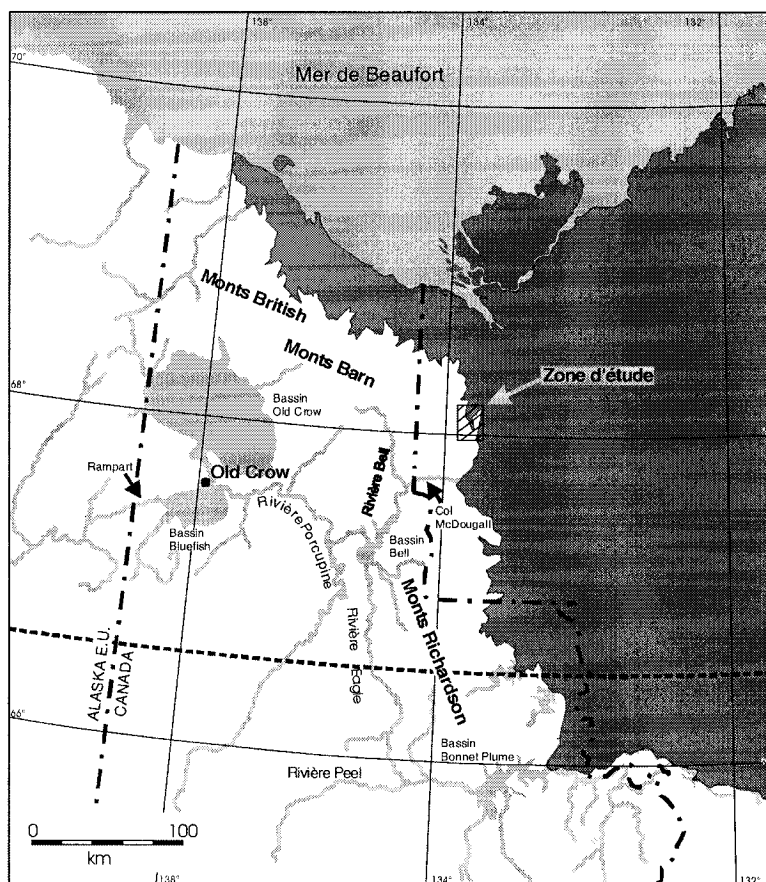 138°
134°
132°
70°
Mer de Beaufort
Monts British
Monts Barn
Zone d'étude
68°
Bassin
Old Crow
Rampart
Old Crow
Rivière Bell
Col
McDougall
Rivière Porcupine
Bassin
Bluefish
Bassin
Bell
Monts Richardson
Rivière Eagle
ALASKA E.U.
CANADA
66°
Bassin
Bonnet Plume
Rivière Peel
0 100
km
138°
134°
132°